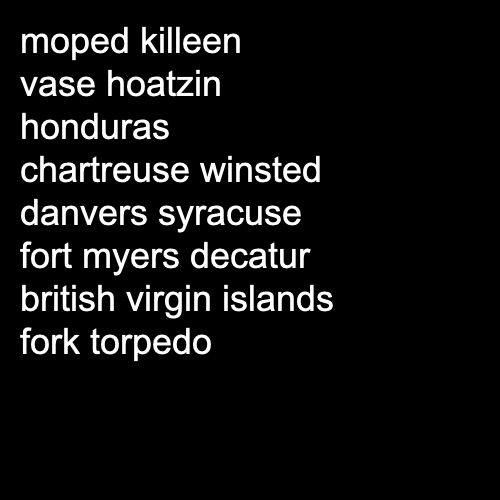 moped killeen
vase hoatzin
honduras
chartreuse winsted
danvers syracuse
fort myers decatur
british virgin islands
fork torpedo